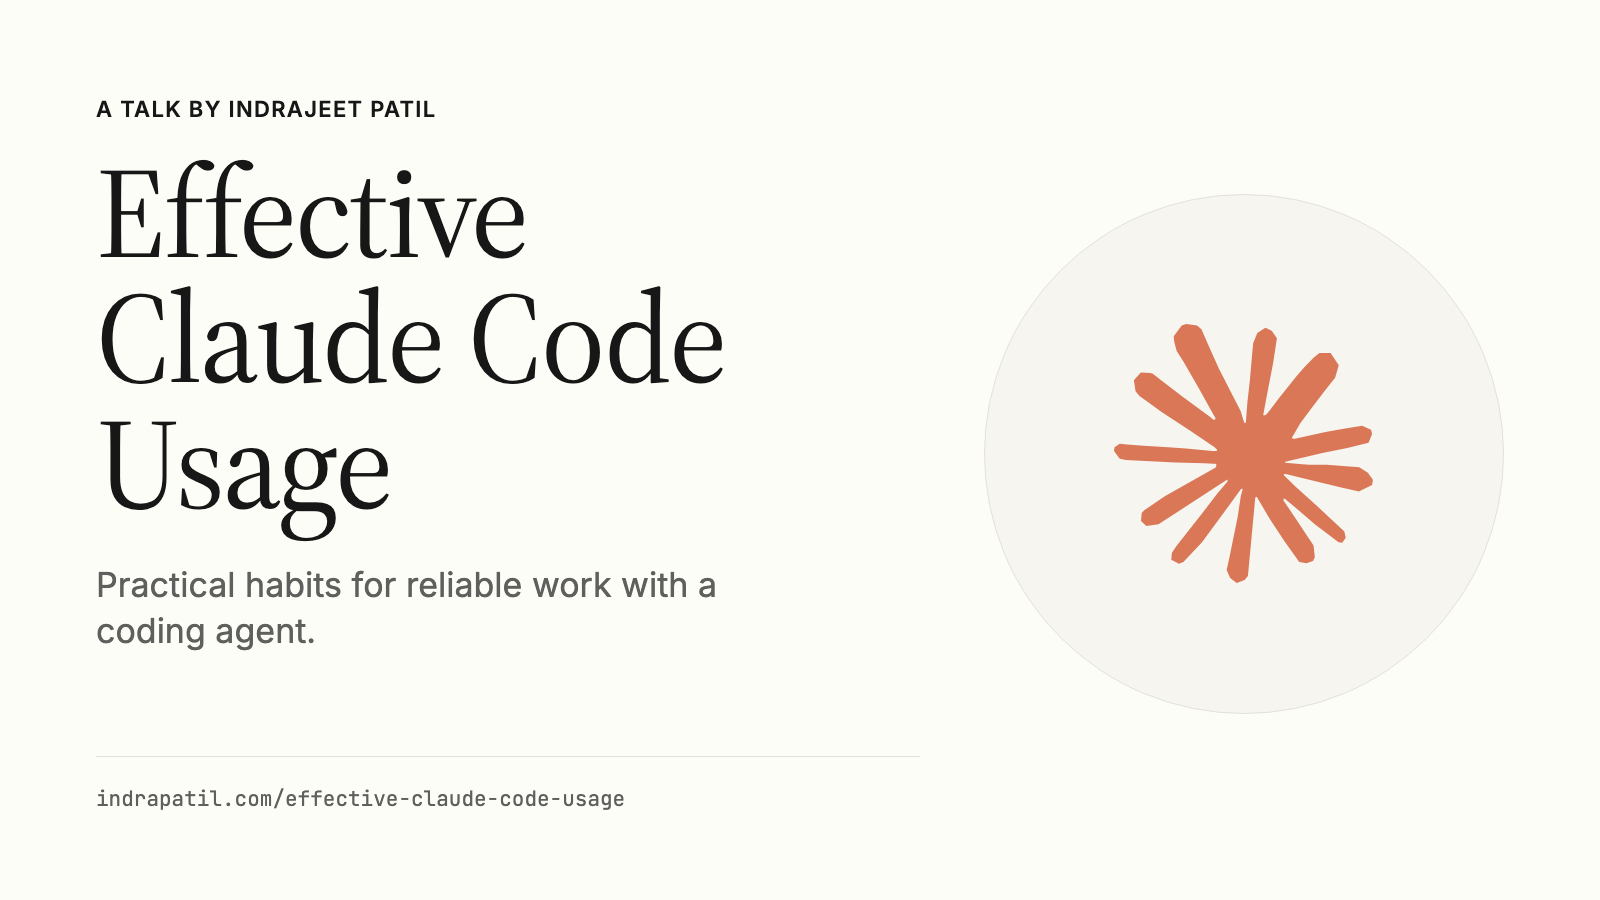 A TALK BY INDRAJEET PATIL
Effective
Claude Code
Usage
Practical habits for reliable work with a
coding agent.
indrapatil.com/effective-claude-code-usage